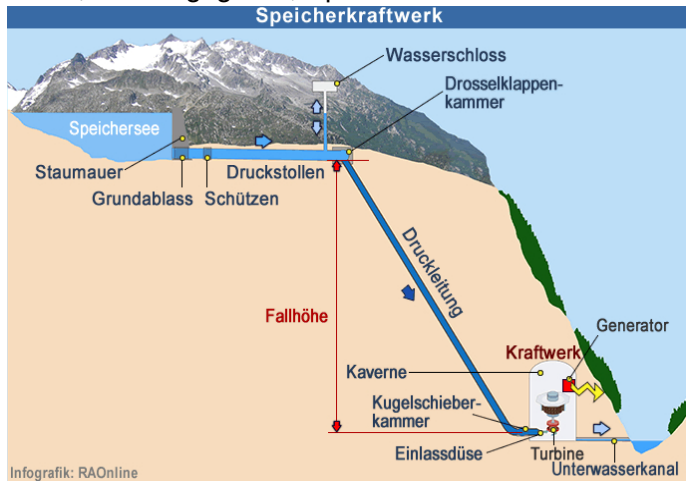 Speicherkraftwerk
Wasserschloss
Drosselklappen-
kammer
Speichersee
Staumauer
Druckstollen
Grundablass
Schützen
Druckleitung
Fallhöhe
Generator
Kraftwerk
Kaverne
Kugelschieber-
kammer
Einlassdüse
Turbine
Unterwasserkanal
Infografik: RAOnline